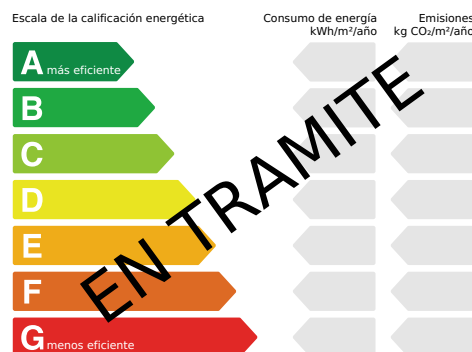 Escala de la calificación energética
Consumo de energía
kWh/m²/año
Emisiones
kg CO₂/m²/año
A más eficiente
B
C
D
E
F
G menos eficiente
EN TRAMITE